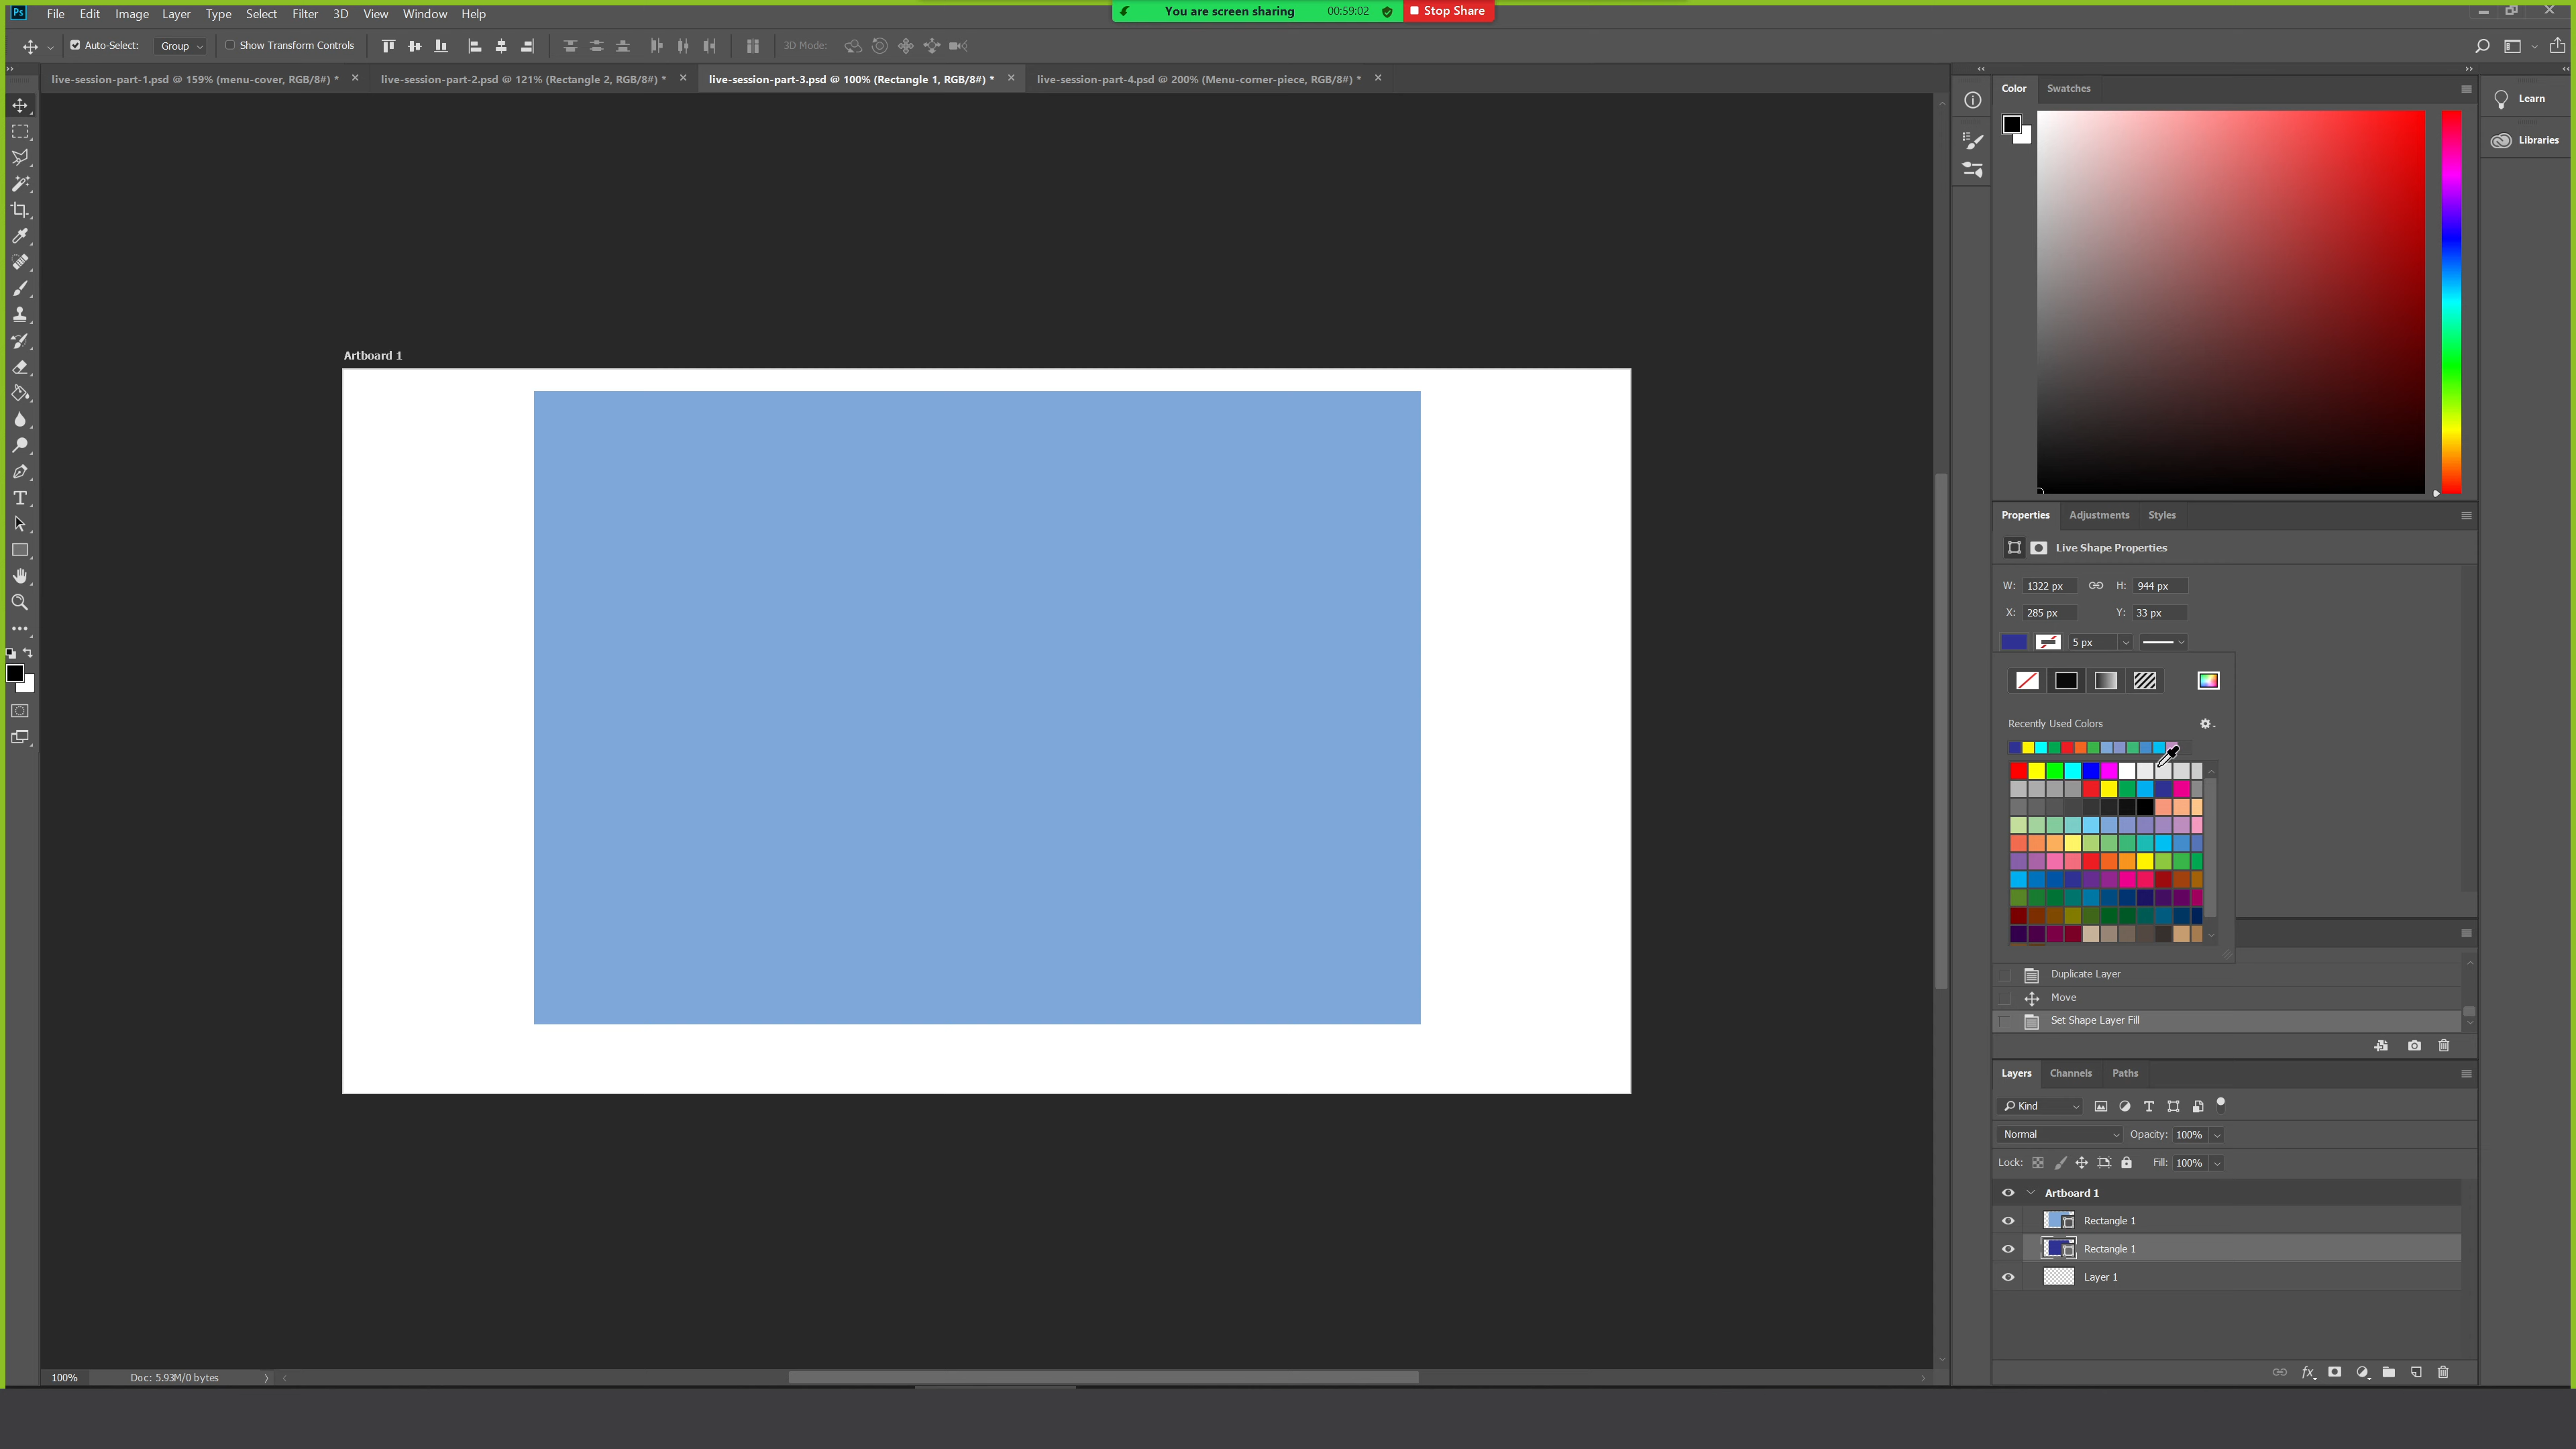 Ps File Edit Image Layer Type Select Filter 3D View Window Help
You are screen sharing 00:59:02 Stop Share
Auto-Select: Group Show Transform Controls 3D Mode:
live-session-part-1.psd @ 159% (menu-cover, RGB/8#) *
live-session-part-2.psd @ 121% (Rectangle 2, RGB/8#) *
live-session-part-3.psd @ 100% (Rectangle 1, RGB/8#) *
live-session-part-4.psd @ 200% (Menu-corner-piece, RGB/8#) *
Color Swatches
Learn
Libraries
Artboard 1
Properties Adjustments Styles
Live Shape Properties
W: 1322 px H: 944 px
X: 285 px Y: 33 px
5 px
Recently Used Colors
Duplicate Layer
Move
Set Shape Layer Fill
Layers Channels Paths
Kind
Normal Opacity: 100%
Lock: Fill: 100%
Artboard 1
Rectangle 1
Rectangle 1
Layer 1
100% Doc: 5.93M/0 bytes